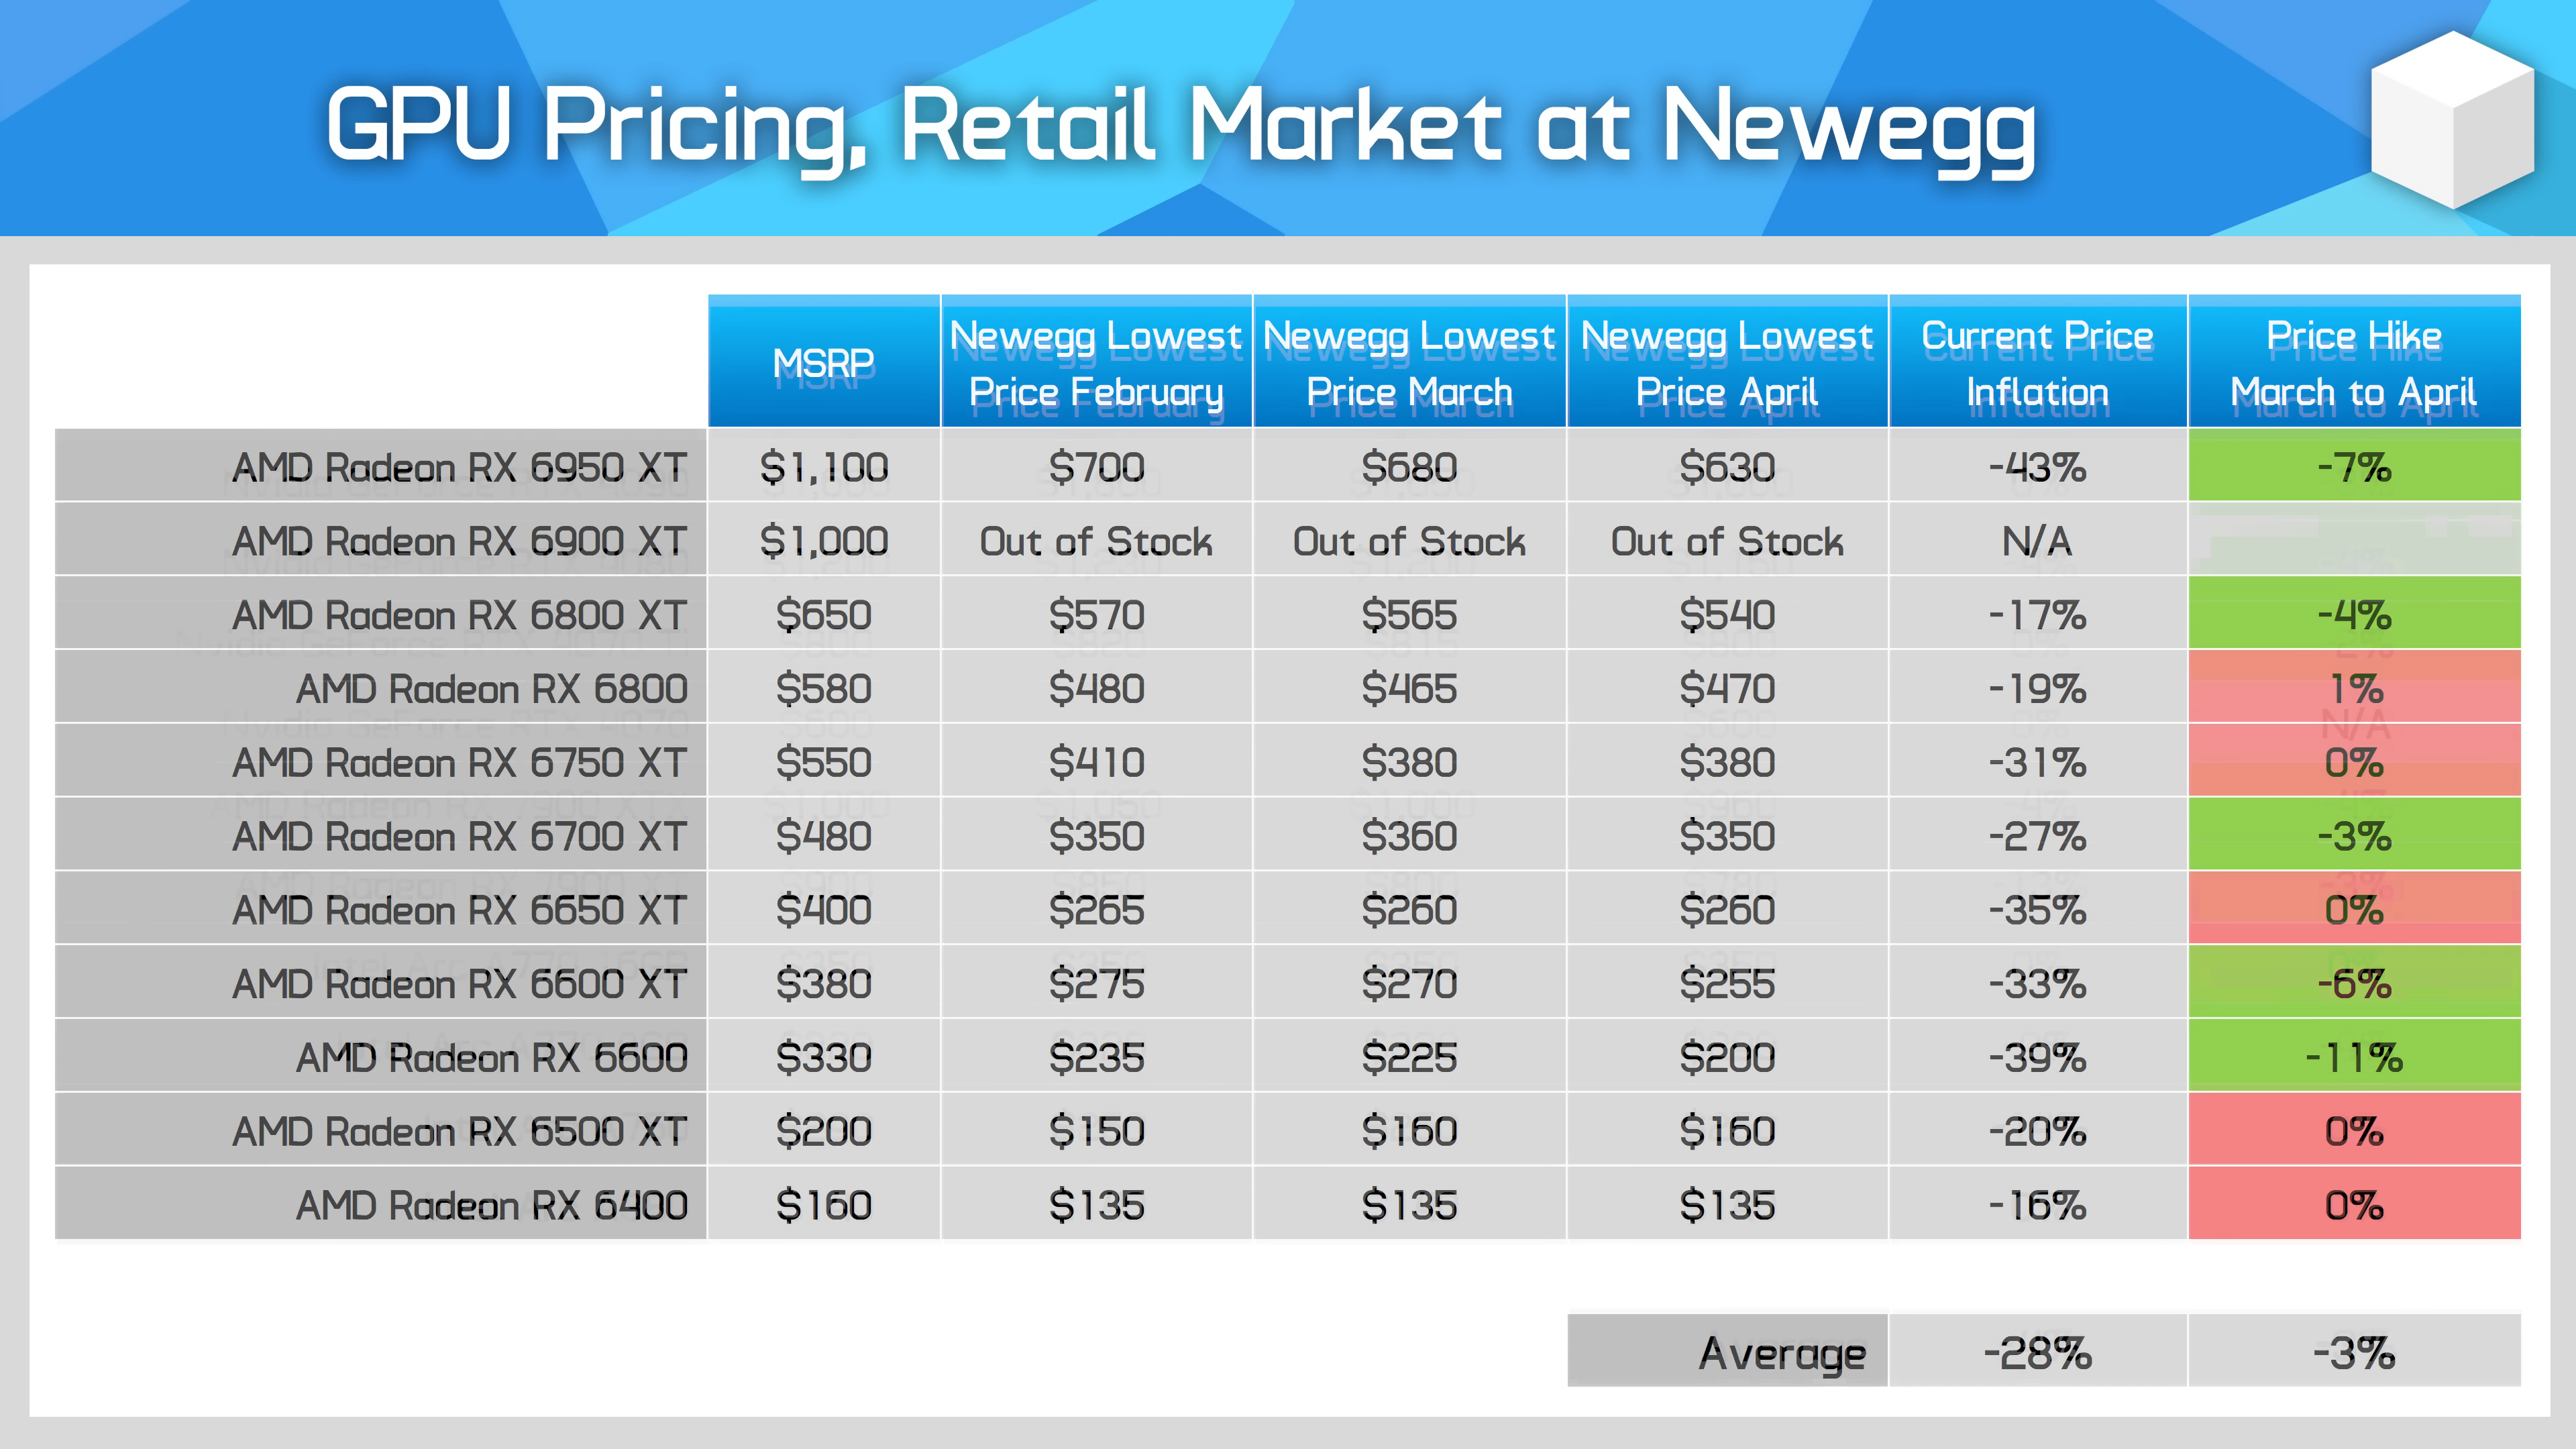 GPU Pricing, Retail Market at Newegg
MSRP
Newegg Lowest
Price February
Newegg Lowest
Price March
Newegg Lowest
Price April
Current Price
Inflation
Price Hike
March to April
AMD Radeon RX 6950 XT $1,100 $700 $680 $630 -43% -7%
AMD Radeon RX 6900 XT $1,000 Out of Stock Out of Stock Out of Stock N/A
AMD Radeon RX 6800 XT $650 $570 $565 $540 -17% -4%
AMD Radeon RX 6800 $580 $480 $465 $470 -19% 1%
AMD Radeon RX 6750 XT $550 $410 $380 $380 -31% 0%
AMD Radeon RX 6700 XT $480 $350 $360 $350 -27% -3%
AMD Radeon RX 6650 XT $400 $265 $260 $260 -35% 0%
AMD Radeon RX 6600 XT $380 $275 $270 $255 -33% -6%
AMD Radeon RX 6600 $330 $235 $225 $200 -39% -11%
AMD Radeon RX 6500 XT $200 $150 $160 $160 -20% 0%
AMD Radeon RX 6400 $160 $135 $135 $135 -16% 0%
Average -28% -3%